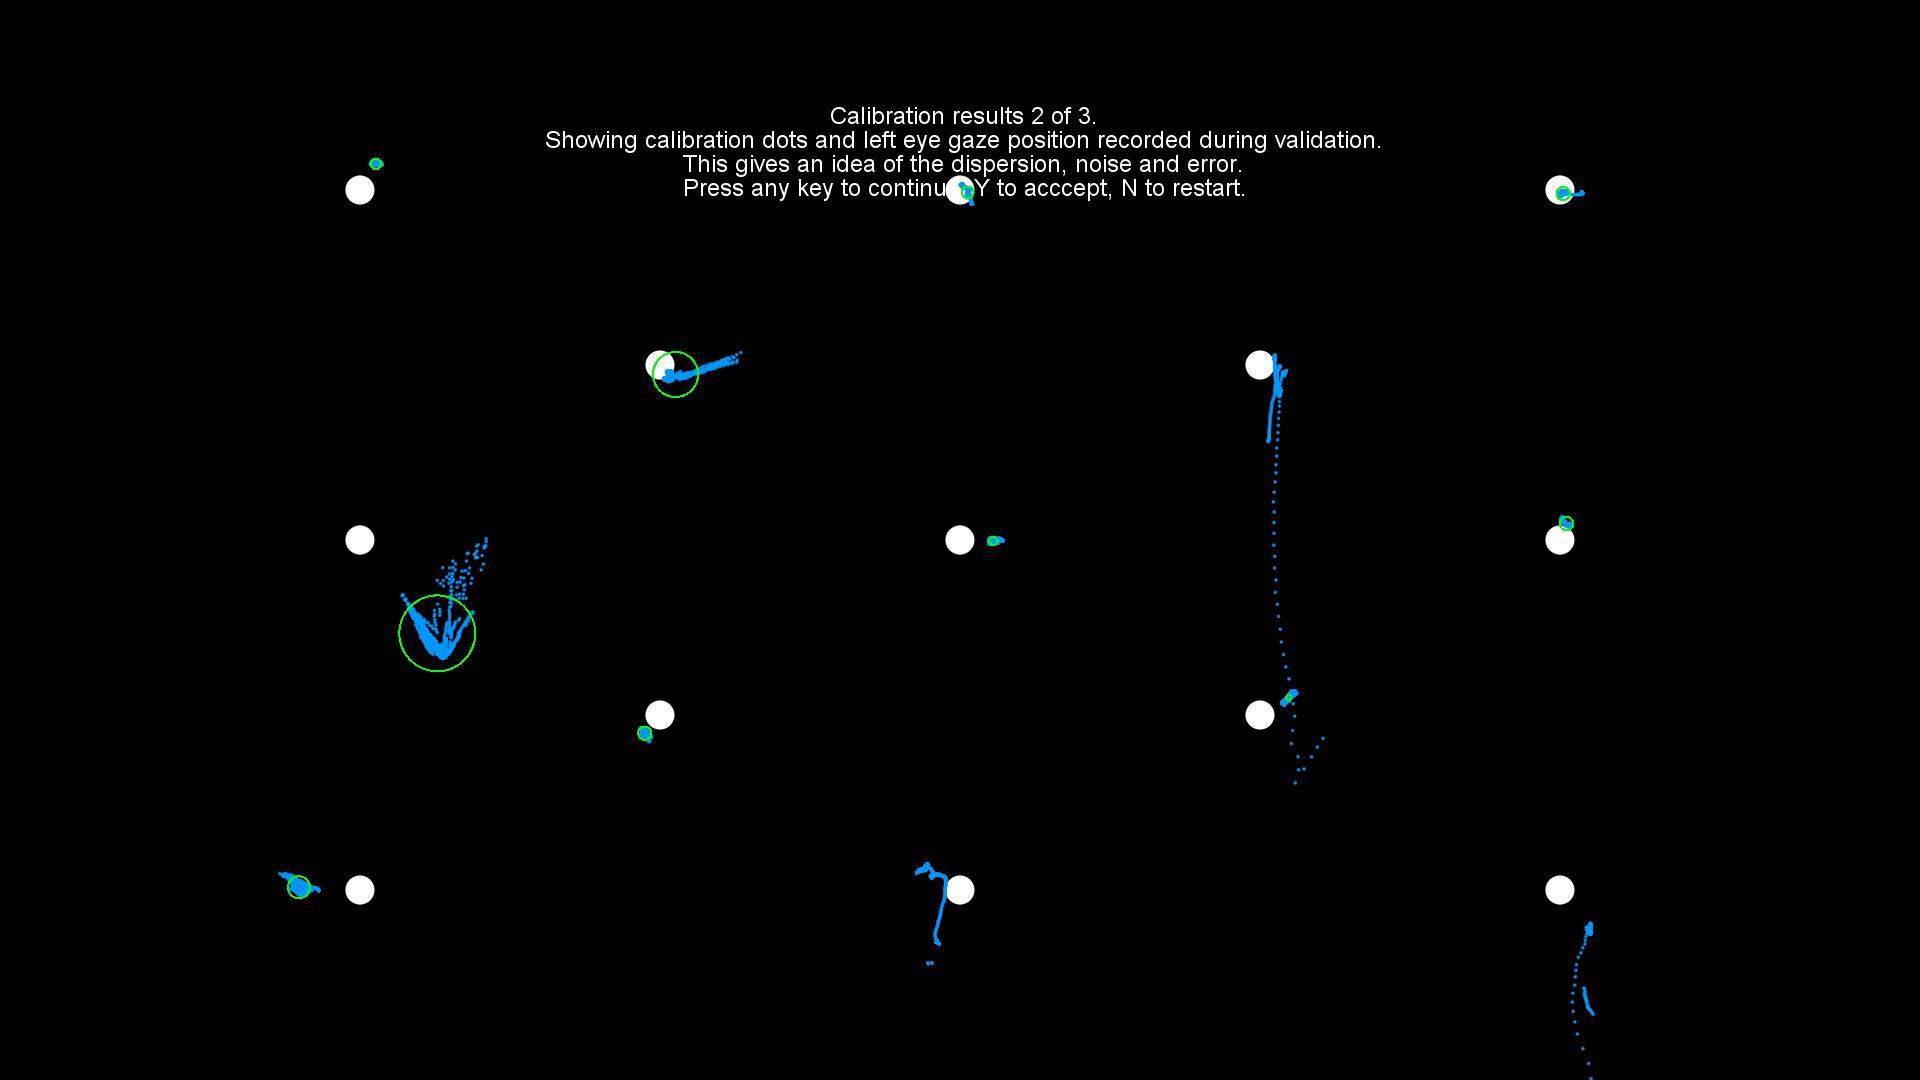 Calibration results 2 of 3.
Showing calibration dots and left eye gaze position recorded during validation.
This gives an idea of the dispersion, noise and error.
Press any key to continu Y to acccept, N to restart.